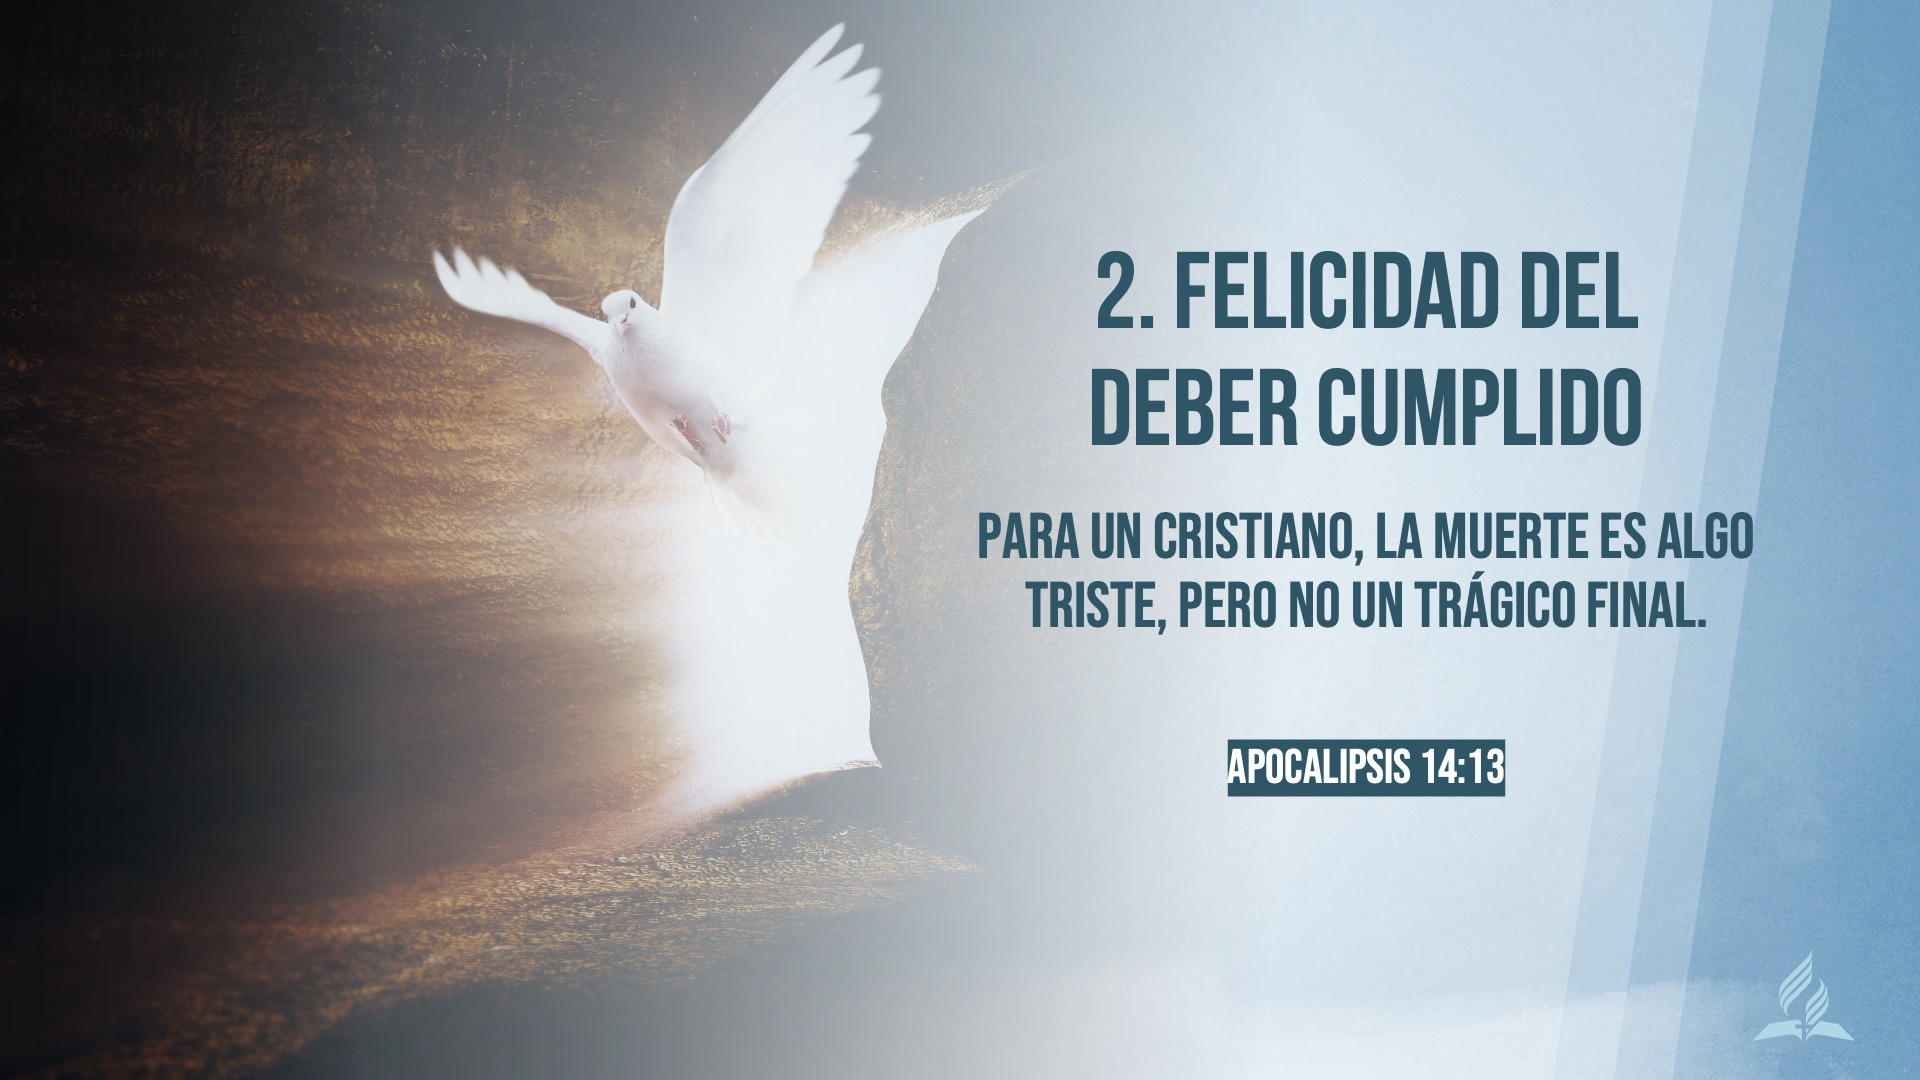 2. FELICIDAD DEL
DEBER CUMPLIDO
PARA UN CRISTIANO, LA MUERTE ES ALGO
TRISTE, PERO NO UN TRÁGICO FINAL.
APOCALIPSIS 14:13